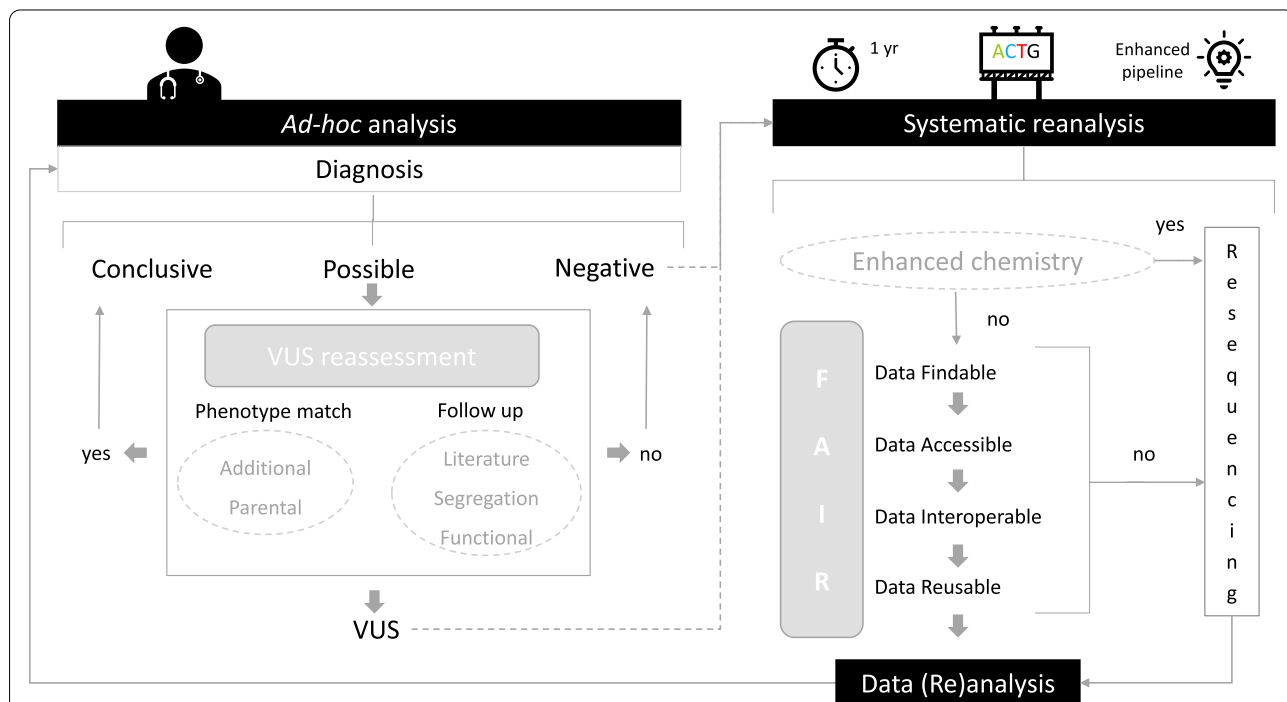 Ad-hoc analysis
Diagnosis
Conclusive
Possible
Negative
VUS reassessment
Phenotype match
Follow up
yes
Additional
Parental
Literature
Segregation
Functional
no
VUS
1 yr
ACTG
Enhanced
pipeline
Systematic reanalysis
Enhanced chemistry
yes
no
F
A
I
R
Data Findable
Data Accessible
Data Interoperable
Data Reusable
no
Resequencing
Data (Re)analysis